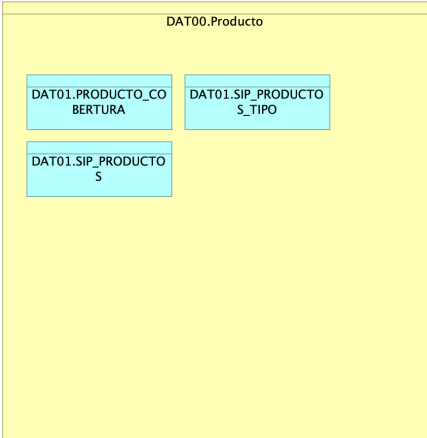 DAT00.Producto
DAT01.PRODUCTO_CO
BERTURA
DAT01.SIP_PRODUCTO
S_TIPO
DAT01.SIP_PRODUCTO
S